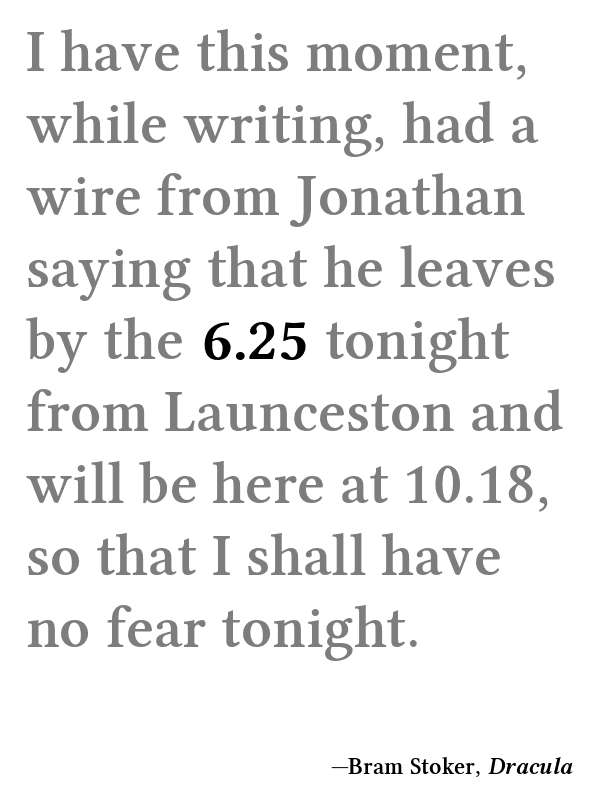 I have this moment,
while writing, had a
wire from Jonathan
saying that he leaves
by the 6.25 tonight
from Launceston and
will be here at 10.18,
so that I shall have
no fear tonight.
—Bram Stoker, Dracula